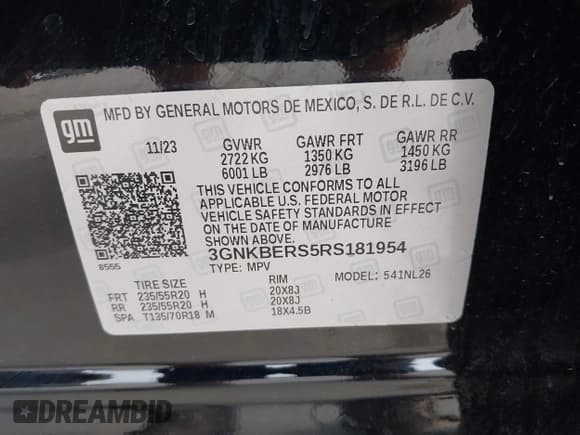 gm
MFD BY GENERAL MOTORS DE MEXICO, S. DE R.L. DE C.V.
11/23 GVWR GAWR FRT GAWR RR
2722 KG 1350 KG 1450 KG
6001 LB 2976 LB 3196 LB
THIS VEHICLE CONFORMS TO ALL
APPLICABLE U.S. FEDERAL MOTOR
VEHICLE SAFETY STANDARDS IN EFFECT
ON THE DATE OF MANUFACTURE
SHOWN ABOVE.
3GNKBERS5RS181954
8555 TYPE: MPV MODEL: 541NL26
TIRE SIZE RIM
FRT 235/55R20 H 20X8J
RR 235/55R20 H 20X8J
SPA T135/70R18 M 18X4.5B
DREAMBID